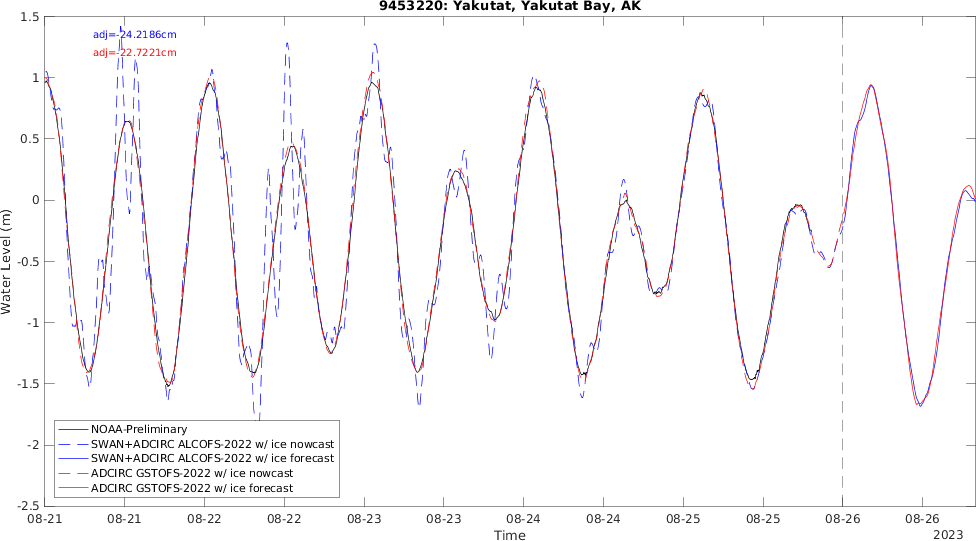 9453220: Yakutat, Yakutat Bay, AK
adj=-24.2186cm
adj=-22.7221cm
Water Level (m)
1.5
1
0.5
0
-0.5
-1
-1.5
-2
-2.5
NOAA-Preliminary
SWAN+ADCIRC ALCOFS-2022 w/ ice nowcast
SWAN+ADCIRC ALCOFS-2022 w/ ice forecast
ADCIRC GSTOFS-2022 w/ ice nowcast
ADCIRC GSTOFS-2022 w/ ice forecast
08-21 08-21 08-22 08-22 08-23 08-23 08-24 08-24 08-25 08-25 08-26 08-26
Time
2023